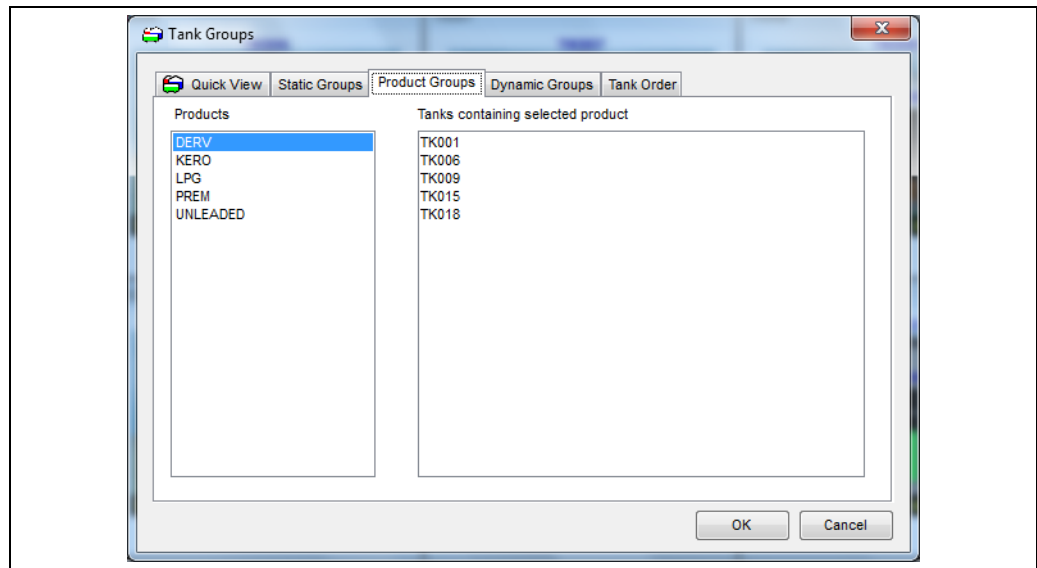 Tank Groups
Quick View Static Groups Product Groups Dynamic Groups Tank Order
Products Tanks containing selected product
DERV TK001
KERO TK006
LPG TK009
PREM TK015
UNLEADED TK018
OK Cancel